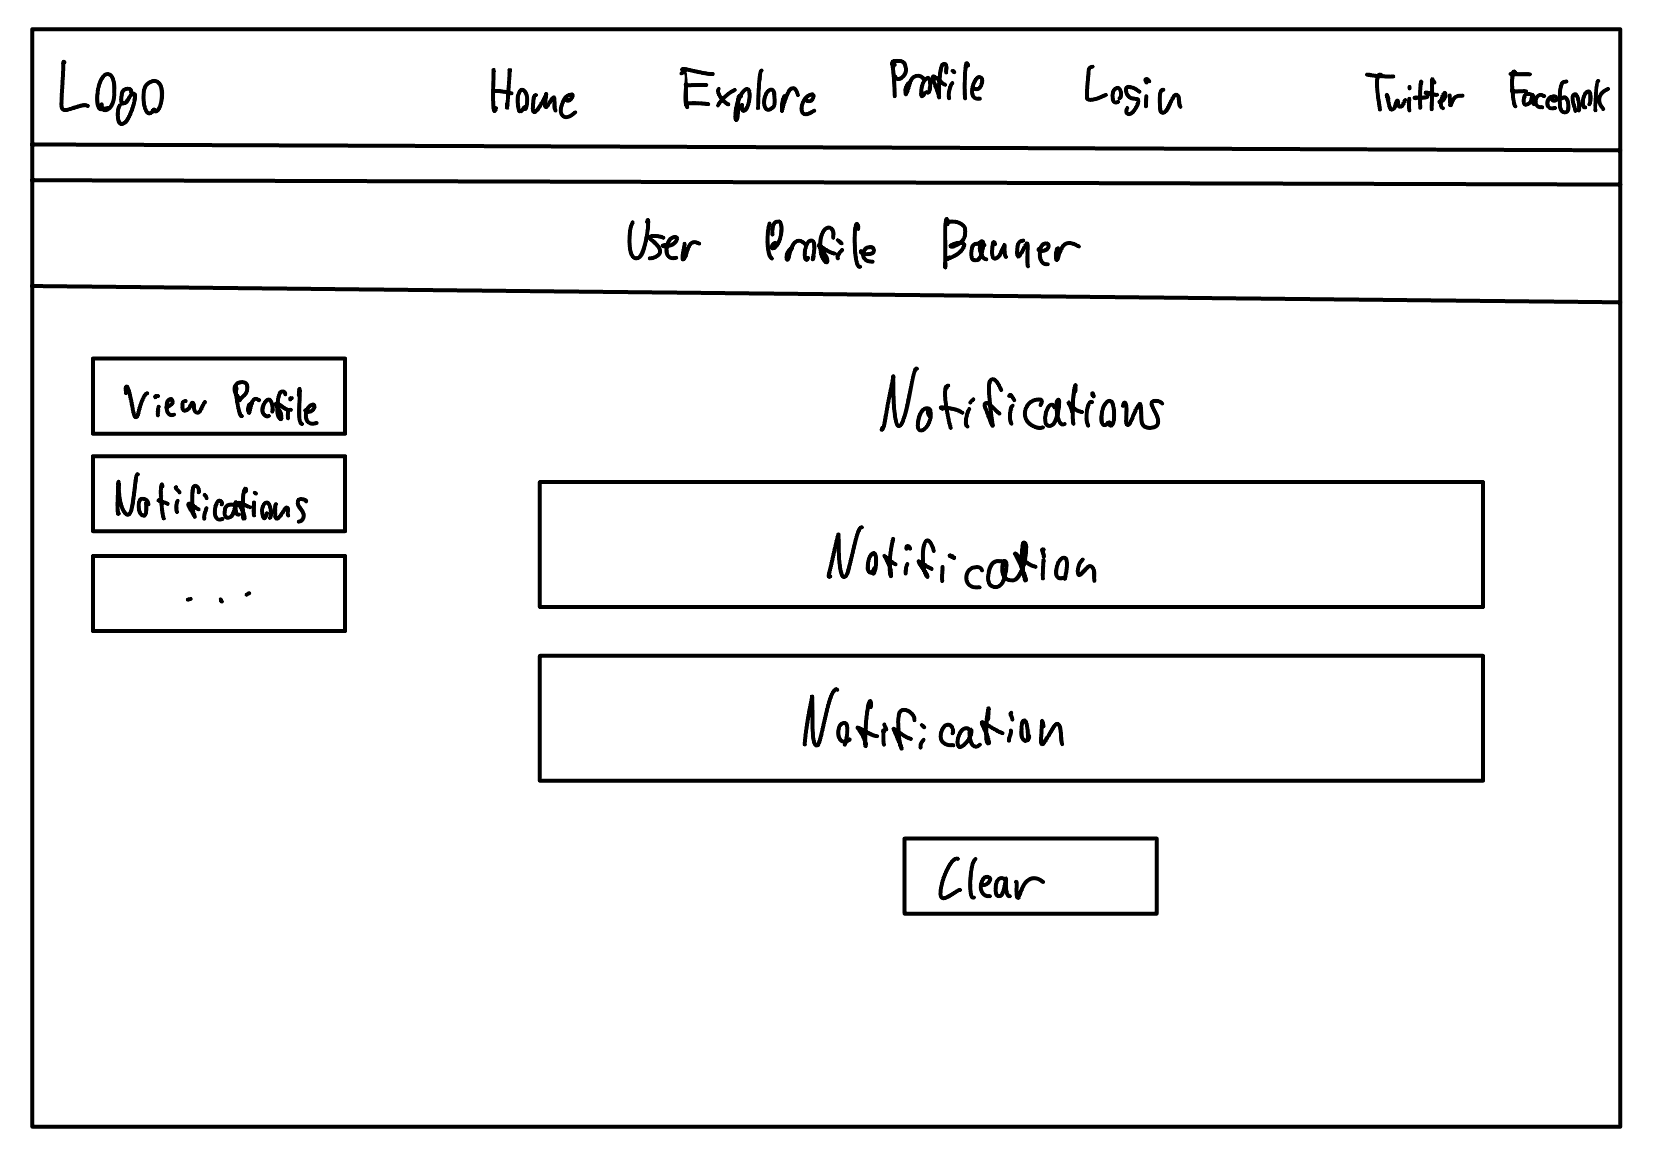 Logo Home Explore Profile Login Twitter Facebook
User Profile Banner
View Profile
Notifications
...
Notifications
Notification
Notification
Clear